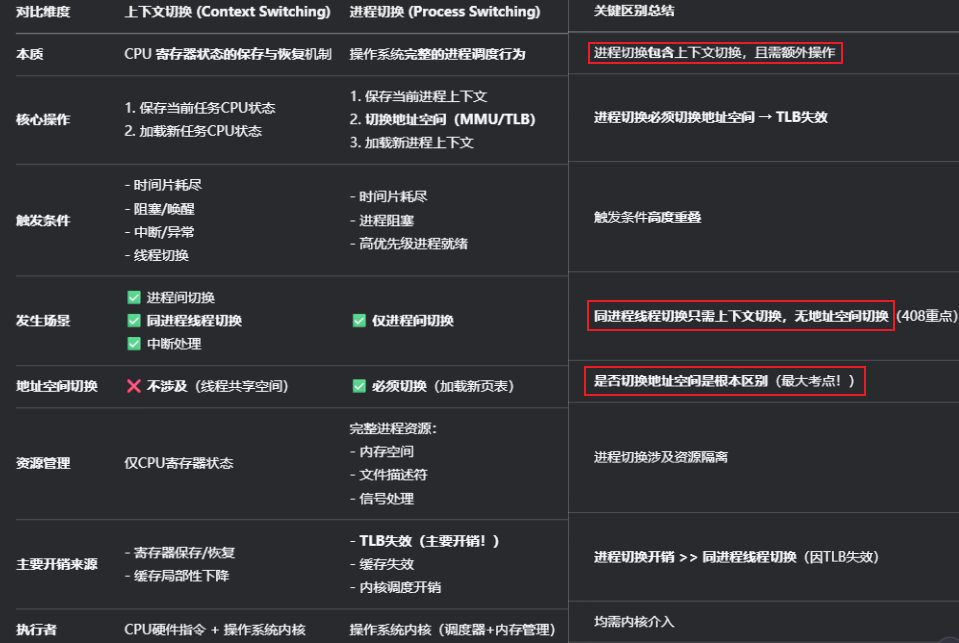 对比维度 上下文切换 (Context Switching) 进程切换 (Process Switching) 关键区别总结
本质 CPU 寄存器状态的保存与恢复机制 操作系统完整的进程调度行为 进程切换包含上下文切换，且需额外操作
核心操作
1. 保存当前任务CPU状态
2. 加载新任务CPU状态
1. 保存当前进程上下文
2. 切换地址空间（MMU/TLB）
3. 加载新进程上下文
进程切换必须切换地址空间 → TLB失效
触发条件
- 时间片耗尽
- 阻塞/唤醒
- 中断/异常
- 线程切换
- 时间片耗尽
- 进程阻塞
- 高优先级进程就绪
触发条件高度重叠
发生场景
✅ 进程间切换
✅ 同进程线程切换
✅ 中断处理
✅ 仅进程间切换
同进程线程切换只需上下文切换，无地址空间切换（408重点）
地址空间切换 ❌ 不涉及（线程共享空间） ✅ 必须切换（加载新页表） 是否切换地址空间是根本区别（最大考点！）
资源管理 仅CPU寄存器状态
完整进程资源：
- 内存空间
- 文件描述符
- 信号处理
进程切换涉及资源隔离
主要开销来源
- 寄存器保存/恢复
- 缓存局部性下降
- TLB失效（主要开销！）
- 缓存失效
- 内核调度开销
进程切换开销 >> 同进程线程切换（因TLB失效）
执行者 CPU硬件指令 + 操作系统内核 操作系统内核（调度器+内存管理） 均需内核介入